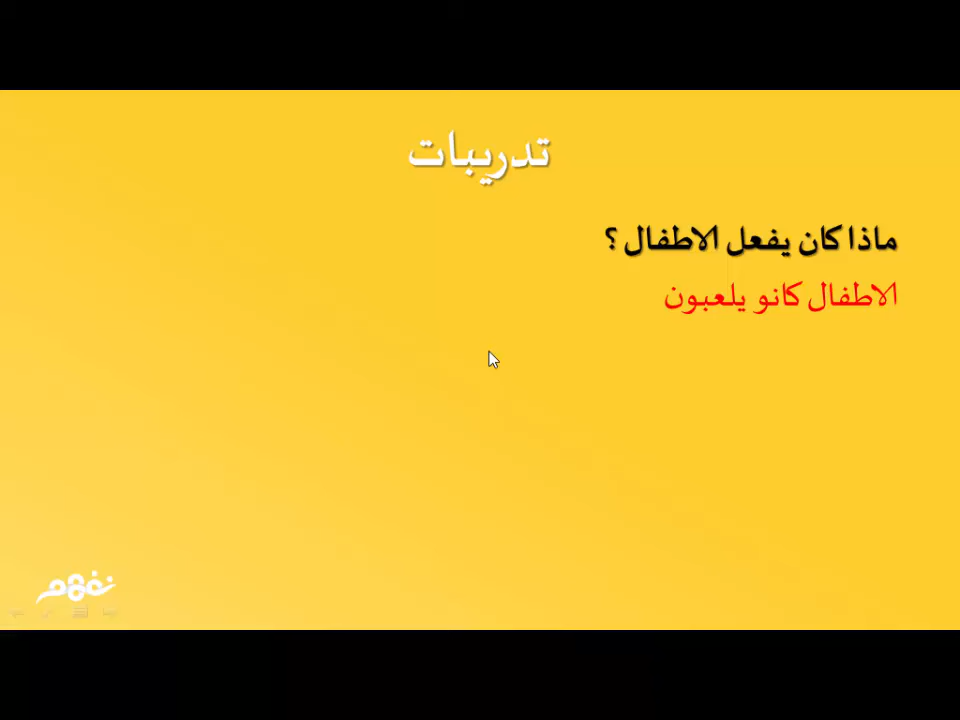 تدريبات
ماذا كان يفعل الاطفال ؟
الاطفال كانو يلعبون
نفهم